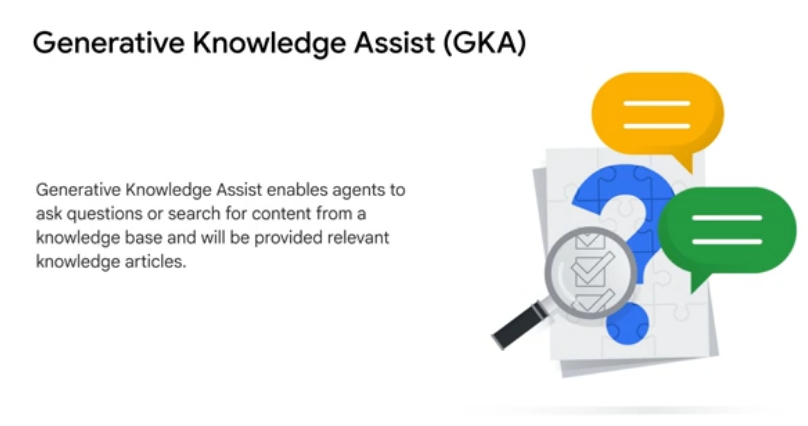 Generative Knowledge Assist (GKA)
Generative Knowledge Assist enables agents to
ask questions or search for content from a
knowledge base and will be provided relevant
knowledge articles.